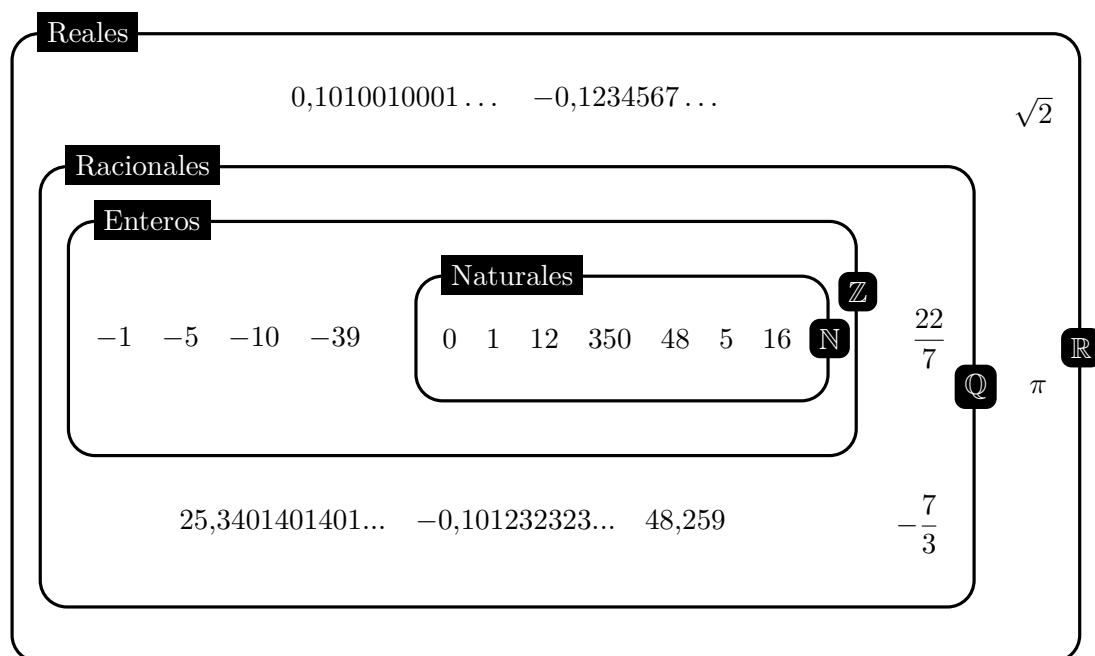 Reales
0,1010010001… −0,1234567…
√2
Racionales
Enteros
Naturales
ℤ
−1 −5 −10 −39 0 1 12 350 48 5 16 ℕ
22/7
ℝ
ℚ π
25,3401401401... −0,101232323... 48,259
−7/3